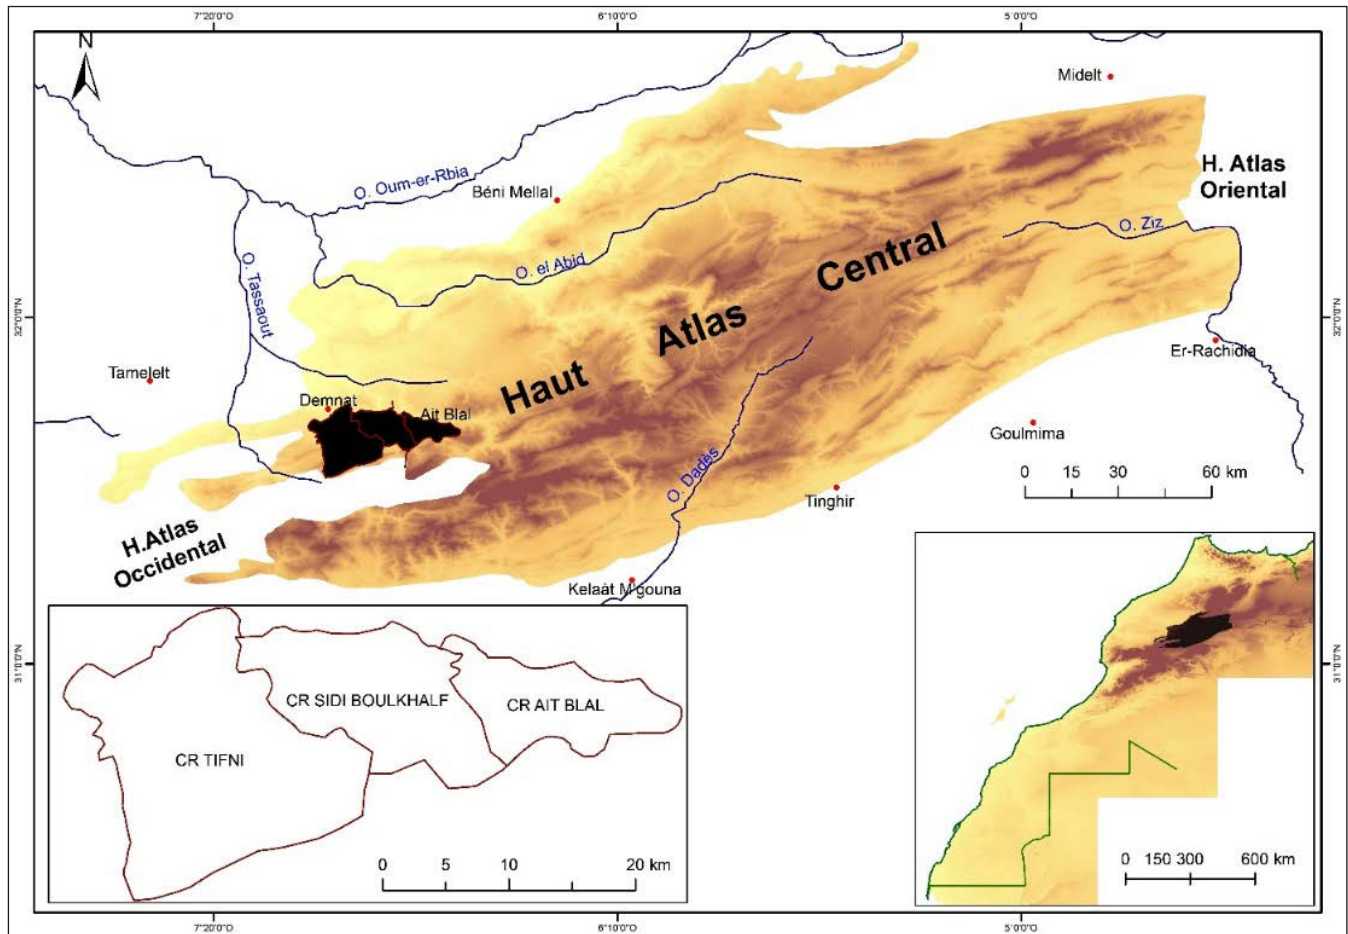 7°20'0"O 6°10'0"O 5°0'0"O
N
Midelt
H. Atlas
Oriental
O. Oum-er-Rbia
Béni Mellal
O. Ziz
O. el Abid
O. Tassaout
Central
Atlas
Haut
32°0'0"N 32°0'0"N
Er-Rachidia
Tamelelt
Demnat
Ait Blal
Goulmima
0 15 30 60 km
O. Dadès
Tinghir
H.Atlas
Occidental
Kelaât M'gouna
31°0'0"N 31°0'0"N
CR SIDI BOULKHALF
CR AIT BLAL
CR TIFNI
0 5 10 20 km
0 150 300 600 km
7°20'0"O 6°10'0"O 5°0'0"O